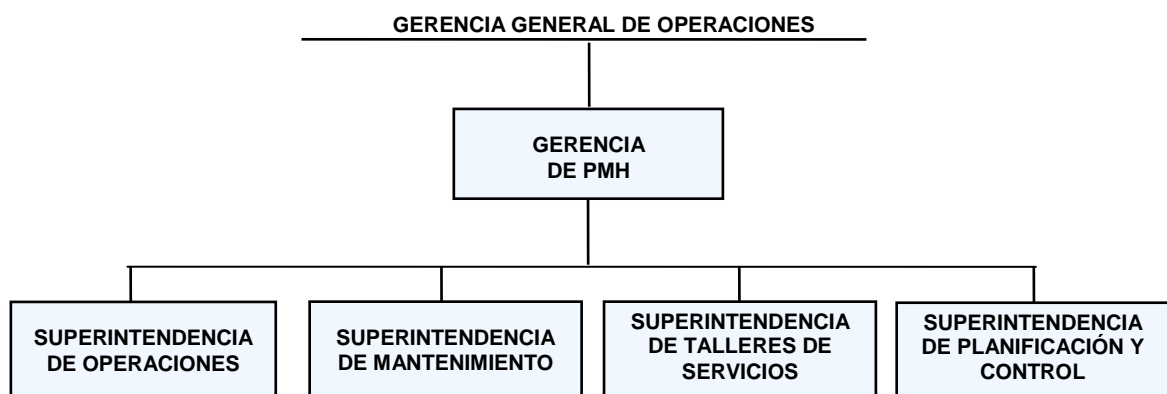 GERENCIA GENERAL DE OPERACIONES
GERENCIA
DE PMH
SUPERINTENDENCIA
DE OPERACIONES
SUPERINTENDENCIA
DE MANTENIMIENTO
SUPERINTENDENCIA
DE TALLERES DE
SERVICIOS
SUPERINTENDENCIA
DE PLANIFICACIÓN Y
CONTROL